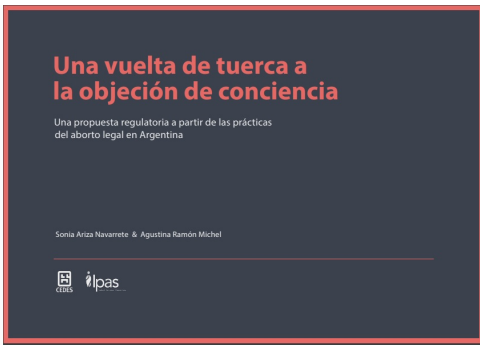 Una vuelta de tuerca a
la objeción de conciencia
Una propuesta regulatoria a partir de las prácticas
del aborto legal en Argentina
Sonia Ariza Navarrete & Agustina Ramón Michel
CEDES
ipas